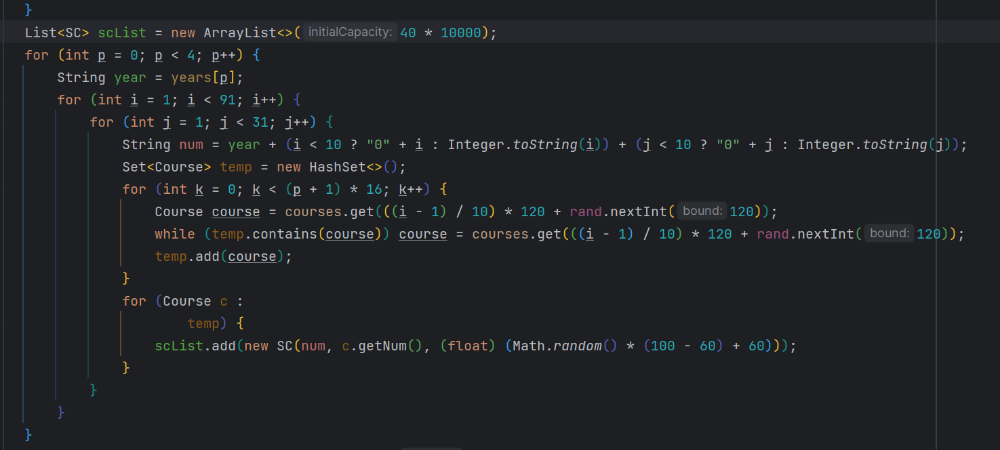 }
List<SC> scList = new ArrayList<>( initialCapacity: 40 * 10000);
for (int p = 0; p < 4; p++) {
    String year = years[p];
    for (int i = 1; i < 91; i++) {
        for (int j = 1; j < 31; j++) {
            String num = year + (i < 10 ? "0" + i : Integer.toString(i)) + (j < 10 ? "0" + j : Integer.toString(j));
            Set<Course> temp = new HashSet<>();
            for (int k = 0; k < (p + 1) * 16; k++) {
                Course course = courses.get(((i - 1) / 10) * 120 + rand.nextInt( bound: 120));
                while (temp.contains(course)) course = courses.get(((i - 1) / 10) * 120 + rand.nextInt( bound: 120));
                temp.add(course);
            }
            for (Course c :
                    temp) {
                scList.add(new SC(num, c.getNum(), (float) (Math.random() * (100 - 60) + 60)));
            }
        }
    }
}